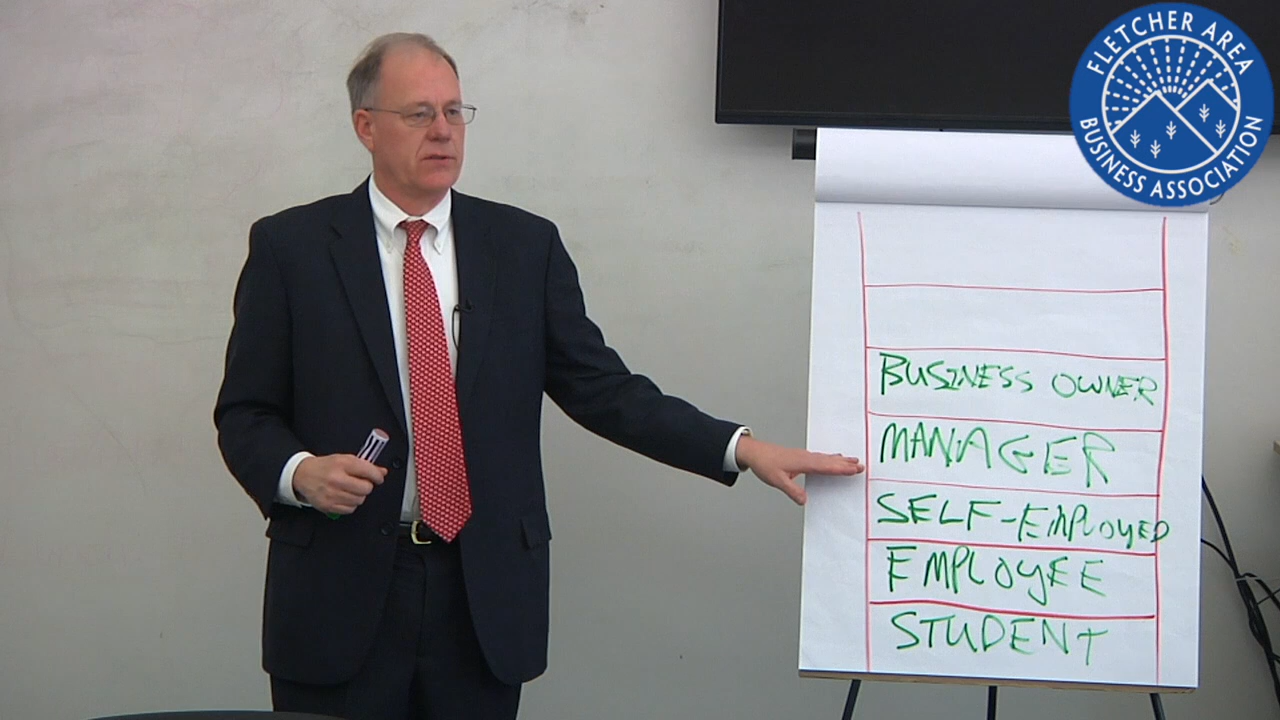 FLETCHER AREA
BUSINESS ASSOCIATION
BUSINESS OWNER
MANAGER
SELF-EMPLOYED
EMPLOYEE
STUDENT